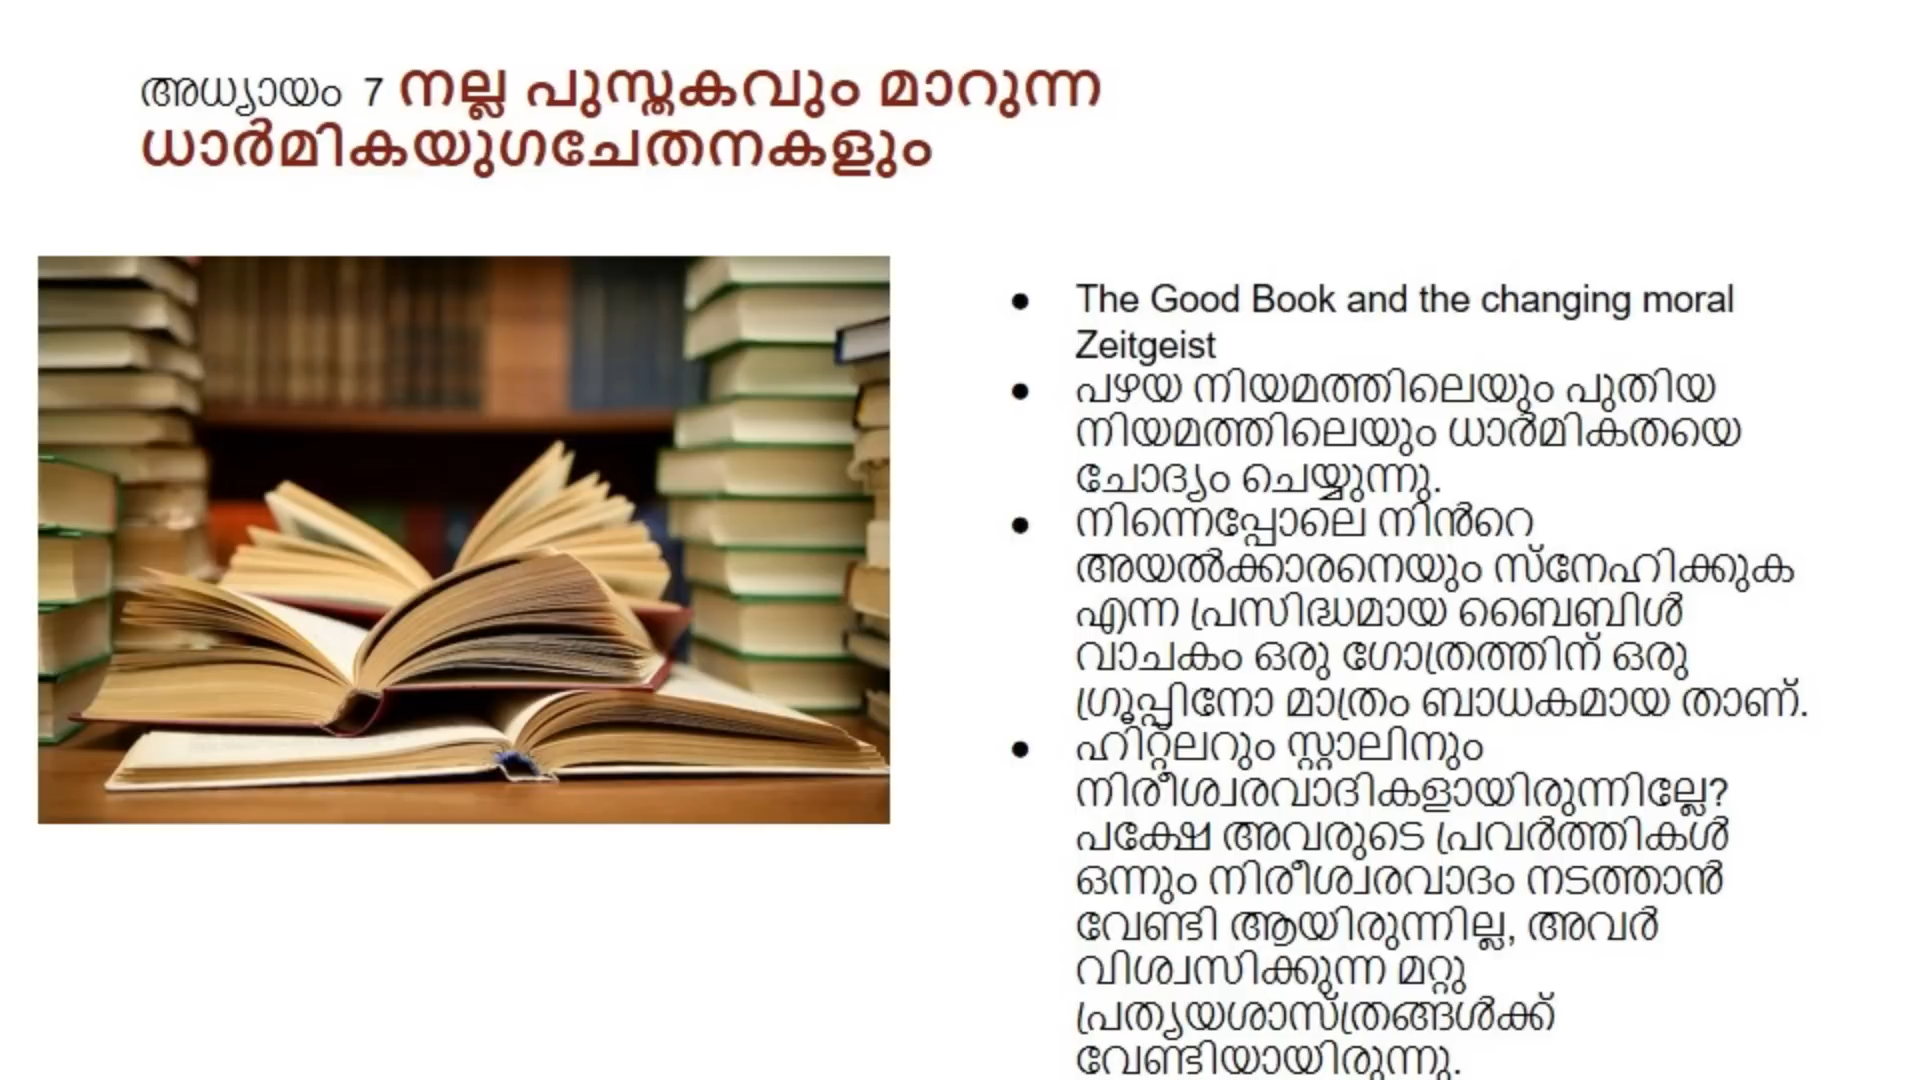 അധ്യായം 7 നല്ല പുസ്തകവും മാറുന്ന
ധാർമികയുഗചേതനകളും
● The Good Book and the changing moral
Zeitgeist
● പഴയ നിയമത്തിലെയും പുതിയ
നിയമത്തിലെയും ധാർമികതയെ
ചോദ്യം ചെയ്യുന്നു.
● നിന്നെപ്പോലെ നിൻറെ
അയൽക്കാരനെയും സ്നേഹിക്കുക
എന്ന പ്രസിദ്ധമായ ബൈബിൾ
വാചകം ഒരു ഗോത്രത്തിന് ഒരു
ഗ്രൂപ്പിനോ മാത്രം ബാധകമായ താണ്.
● ഹിറ്റ്ലറും സ്റ്റാലിനും
നിരീശ്വരവാദികളായിരുന്നില്ലേ?
പക്ഷേ അവരുടെ പ്രവർത്തികൾ
ഒന്നും നിരീശ്വരവാദം നടത്താൻ
വേണ്ടി ആയിരുന്നില്ല, അവർ
വിശ്വസിക്കുന്ന മറ്റു
പ്രത്യയശാസ്ത്രങ്ങൾക്ക്
വേണ്ടിയായിരുന്നു.